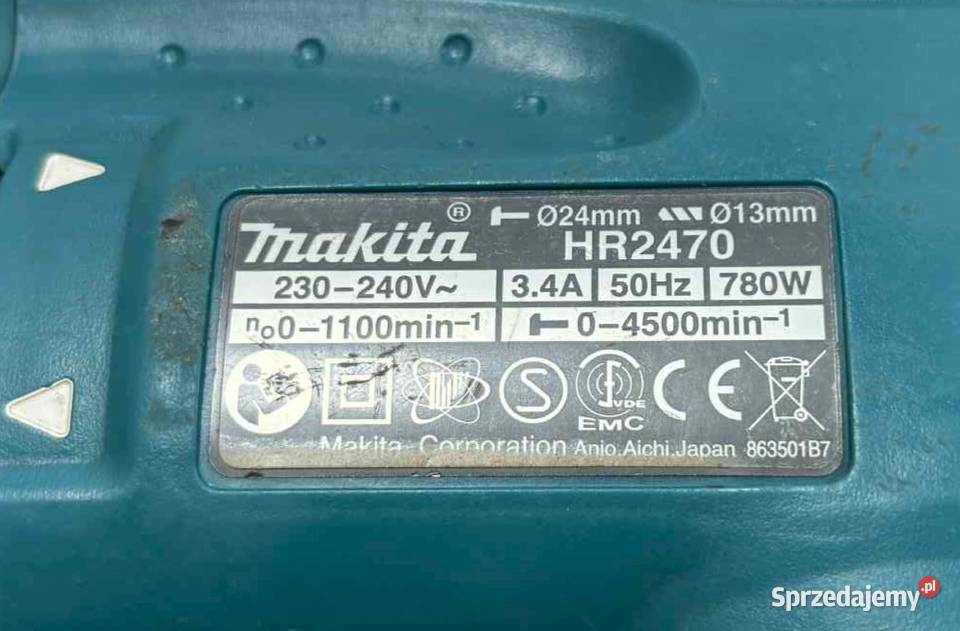 makita® Ø24mm Ø13mm
HR2470
230-240V~ 3.4A 50Hz 780W
n₀0-1100min⁻¹ 0-4500min⁻¹
S VDE CE
EMC
Makita Corporation Anjo.Aichi.Japan 863501B7
Sprzedajemy.pl